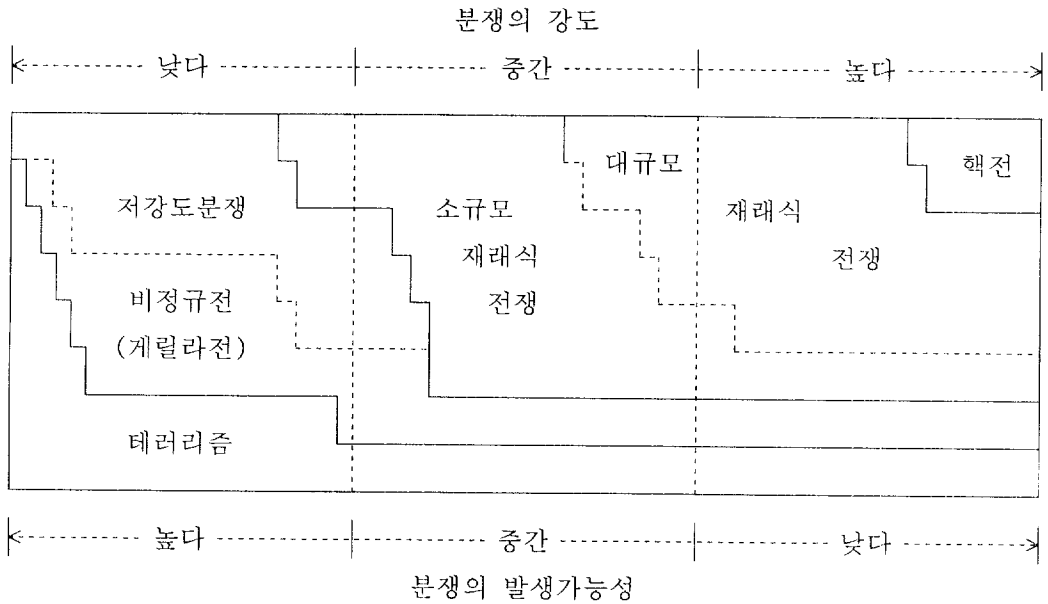 분쟁의 강도
낮다 중간 높다
대규모 핵전
저강도분쟁 소규모 재래식
재래식 전쟁
비정규전 전쟁
(게릴라전)
테러리즘
높다 중간 낮다
분쟁의 발생가능성